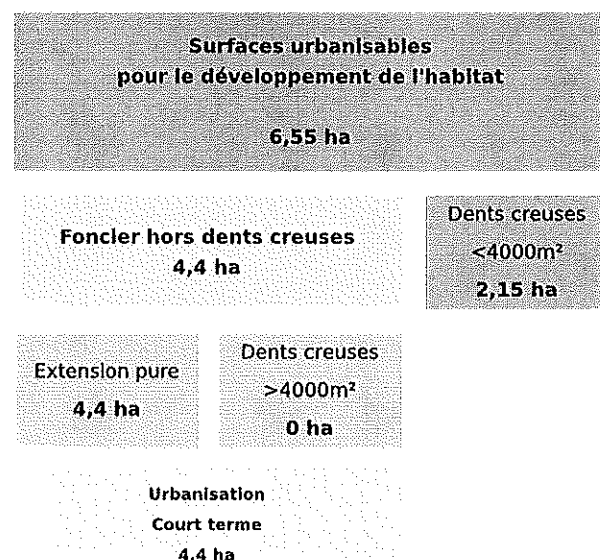 Surfaces urbanisables
pour le développement de l'habitat
6,55 ha
Foncier hors dents creuses
4,4 ha
Dents creuses
<4000m²
2,15 ha
Extension pure
4,4 ha
Dents creuses
>4000m²
0 ha
Urbanisation
Court terme
4,4 ha